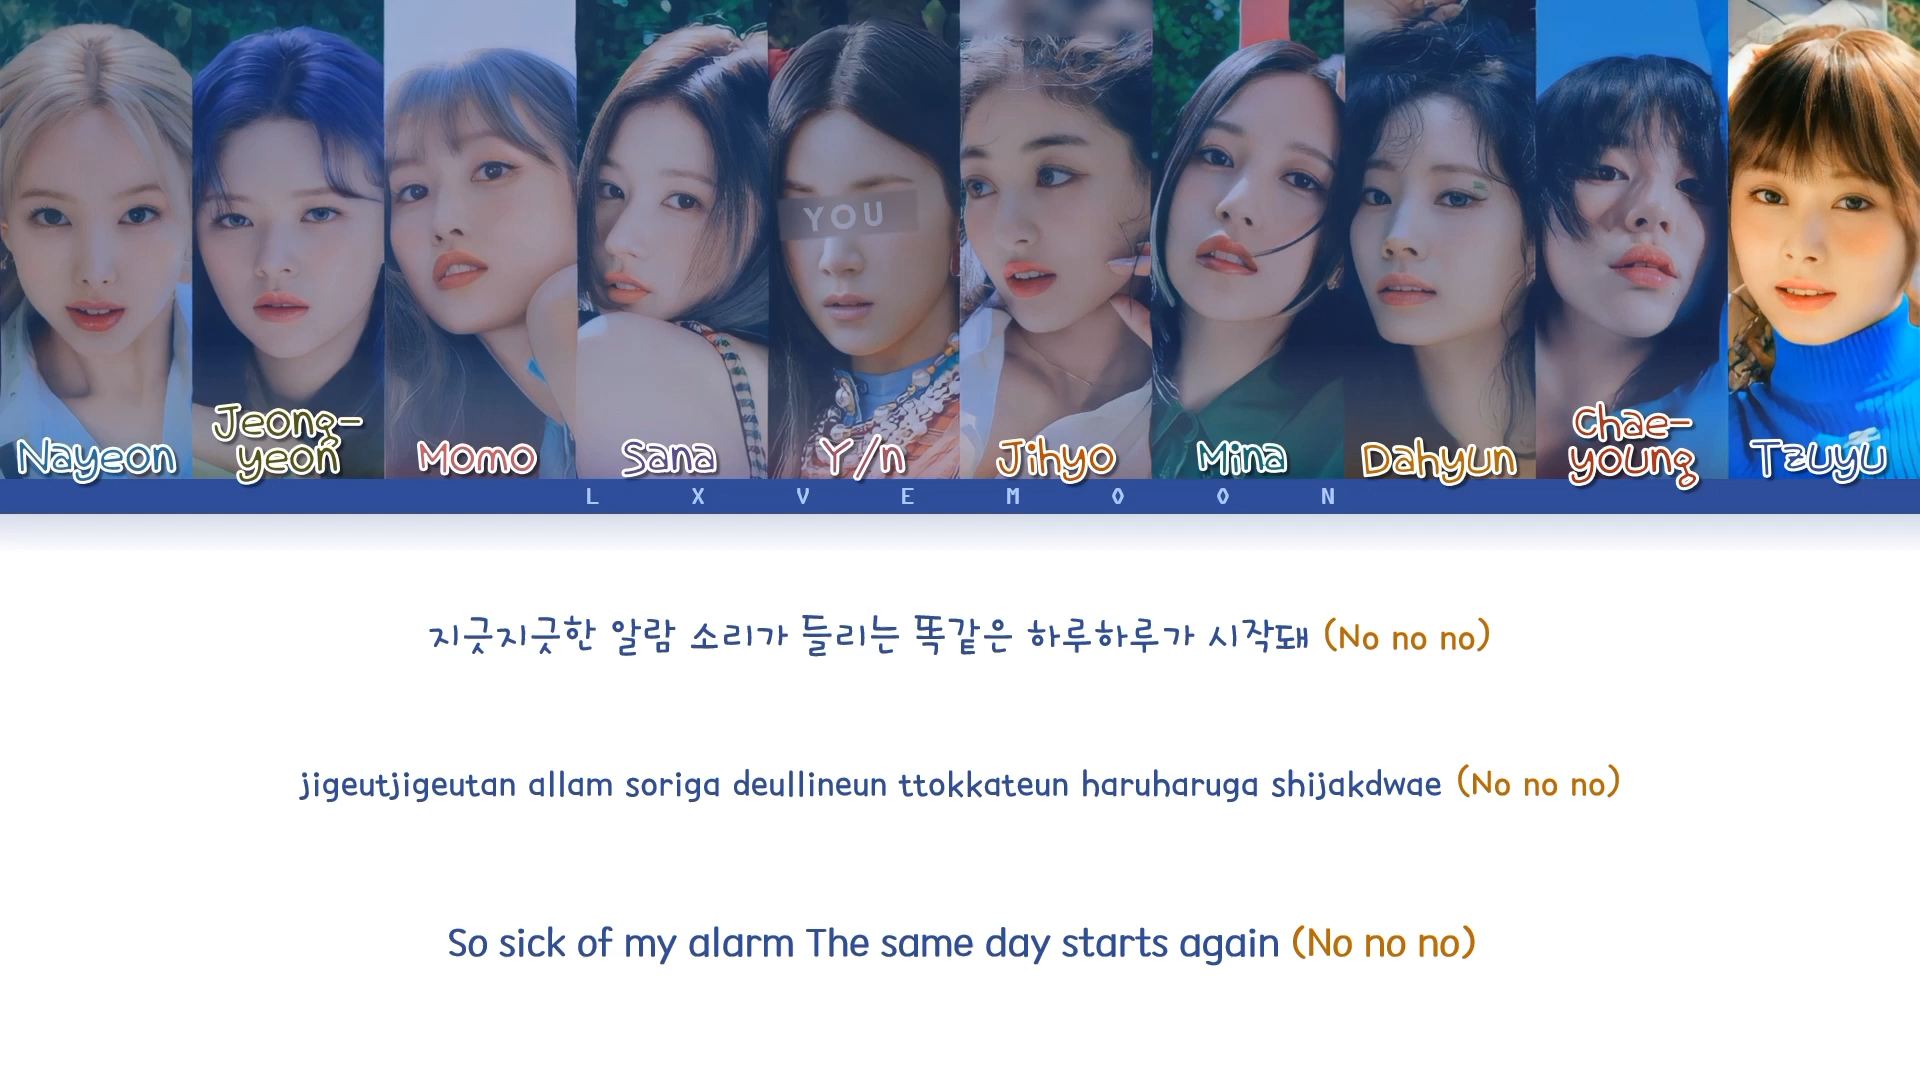 YOU
Nayeon
Jeong-
yeon
Momo
Sana
Y/n
Jihyo
Mina
Dahyun
Chae-
young
Tzuyu
L X V E M O O N
지긋지긋한 알람 소리가 들리는 똑같은 하루하루가 시작돼 (No no no)
jigeutjigeutan allam soriga deullineun ttokkateun haruharuga shijakdwae (No no no)
So sick of my alarm The same day starts again (No no no)